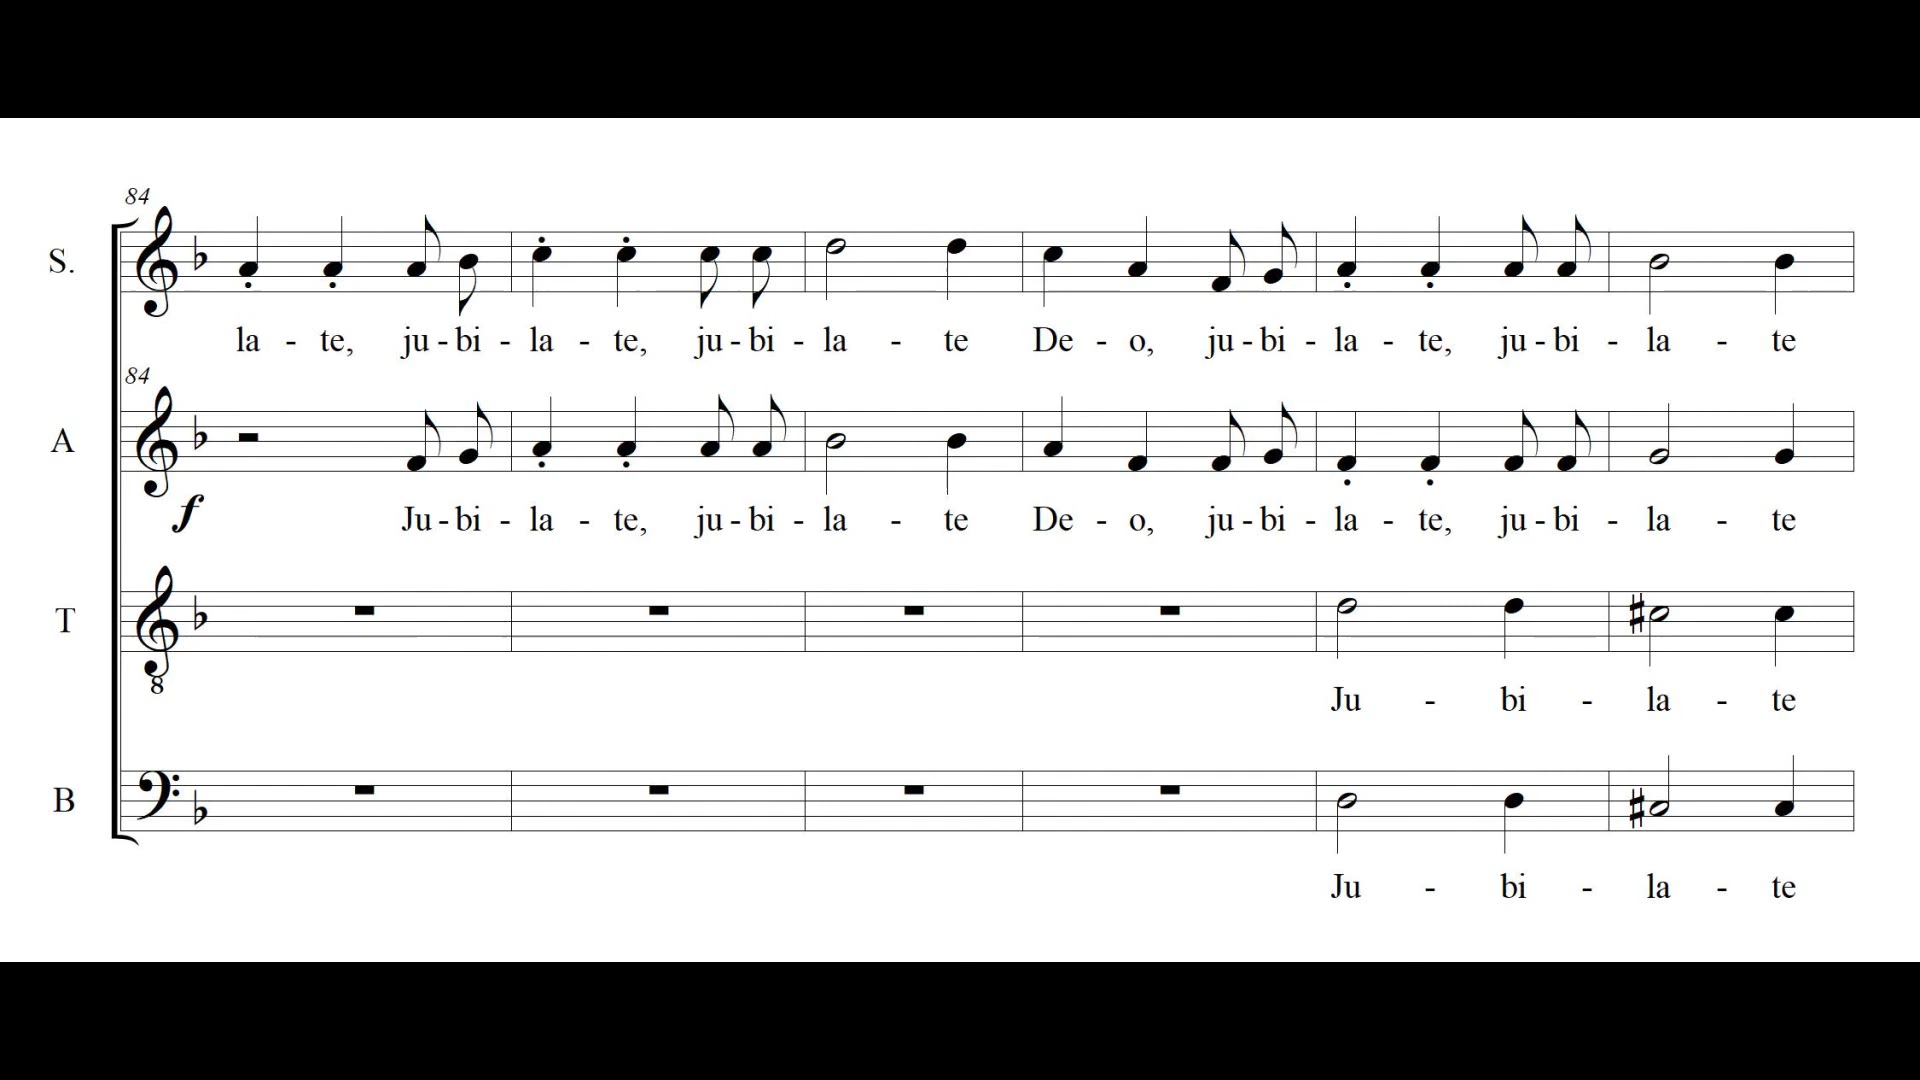 84
S.
la - te, ju - bi - la - te, ju - bi - la - te De - o, ju - bi - la - te, ju - bi - la - te
84
A
f
Ju - bi - la - te, ju - bi - la - te De - o, ju - bi - la - te, ju - bi - la - te
T
8
Ju - bi - la - te
B
Ju - bi - la - te